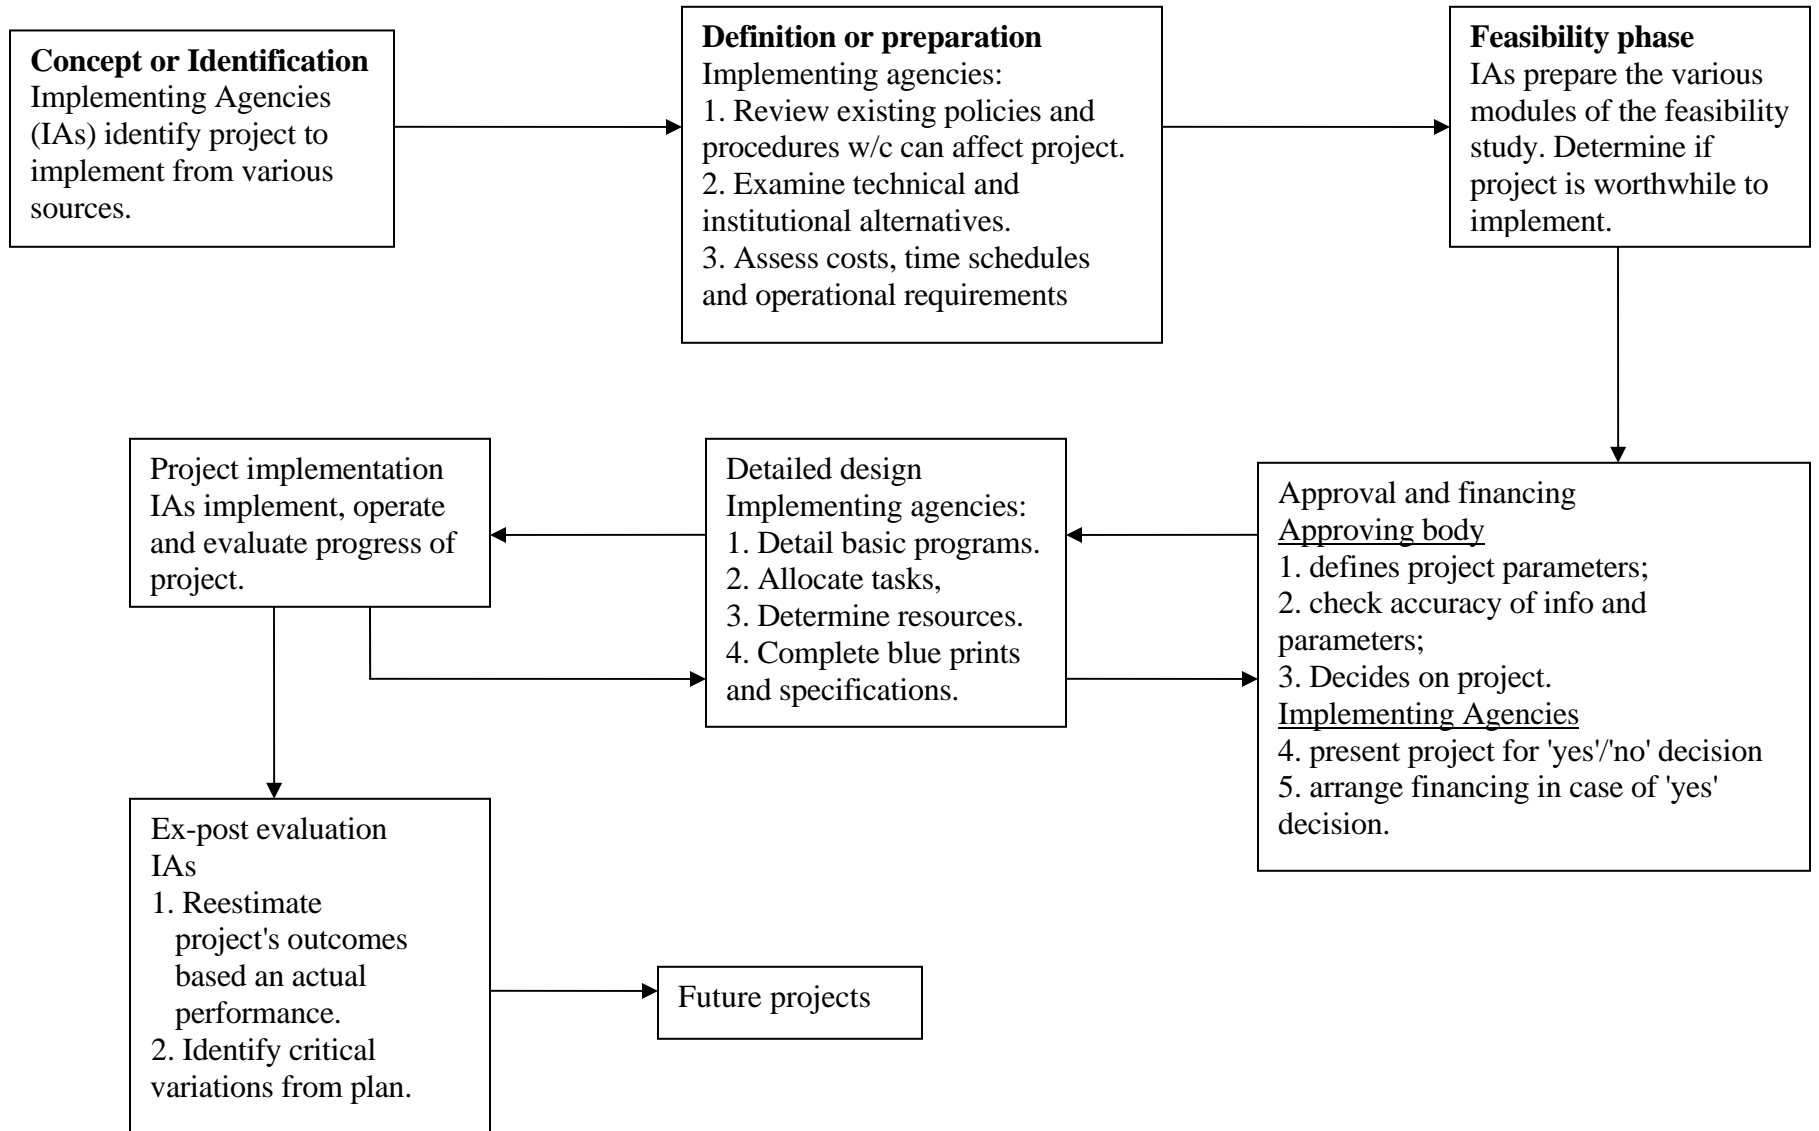 Concept or Identification
Implementing Agencies
(IAs) identify project to
implement from various
sources.
Definition or preparation
Implementing agencies:
1. Review existing policies and
procedures w/c can affect project.
2. Examine technical and
institutional alternatives.
3. Assess costs, time schedules
and operational requirements
Feasibility phase
IAs prepare the various
modules of the feasibility
study. Determine if
project is worthwhile to
implement.
Approval and financing
Approving body
1. defines project parameters;
2. check accuracy of info and
parameters;
3. Decides on project.
Implementing Agencies
4. present project for 'yes'/'no' decision
5. arrange financing in case of 'yes'
decision.
Detailed design
Implementing agencies:
1. Detail basic programs.
2. Allocate tasks,
3. Determine resources.
4. Complete blue prints
and specifications.
Project implementation
IAs implement, operate
and evaluate progress of
project.
Ex-post evaluation
IAs
1. Reestimate
project's outcomes
based an actual
performance.
2. Identify critical
variations from plan.
Future projects